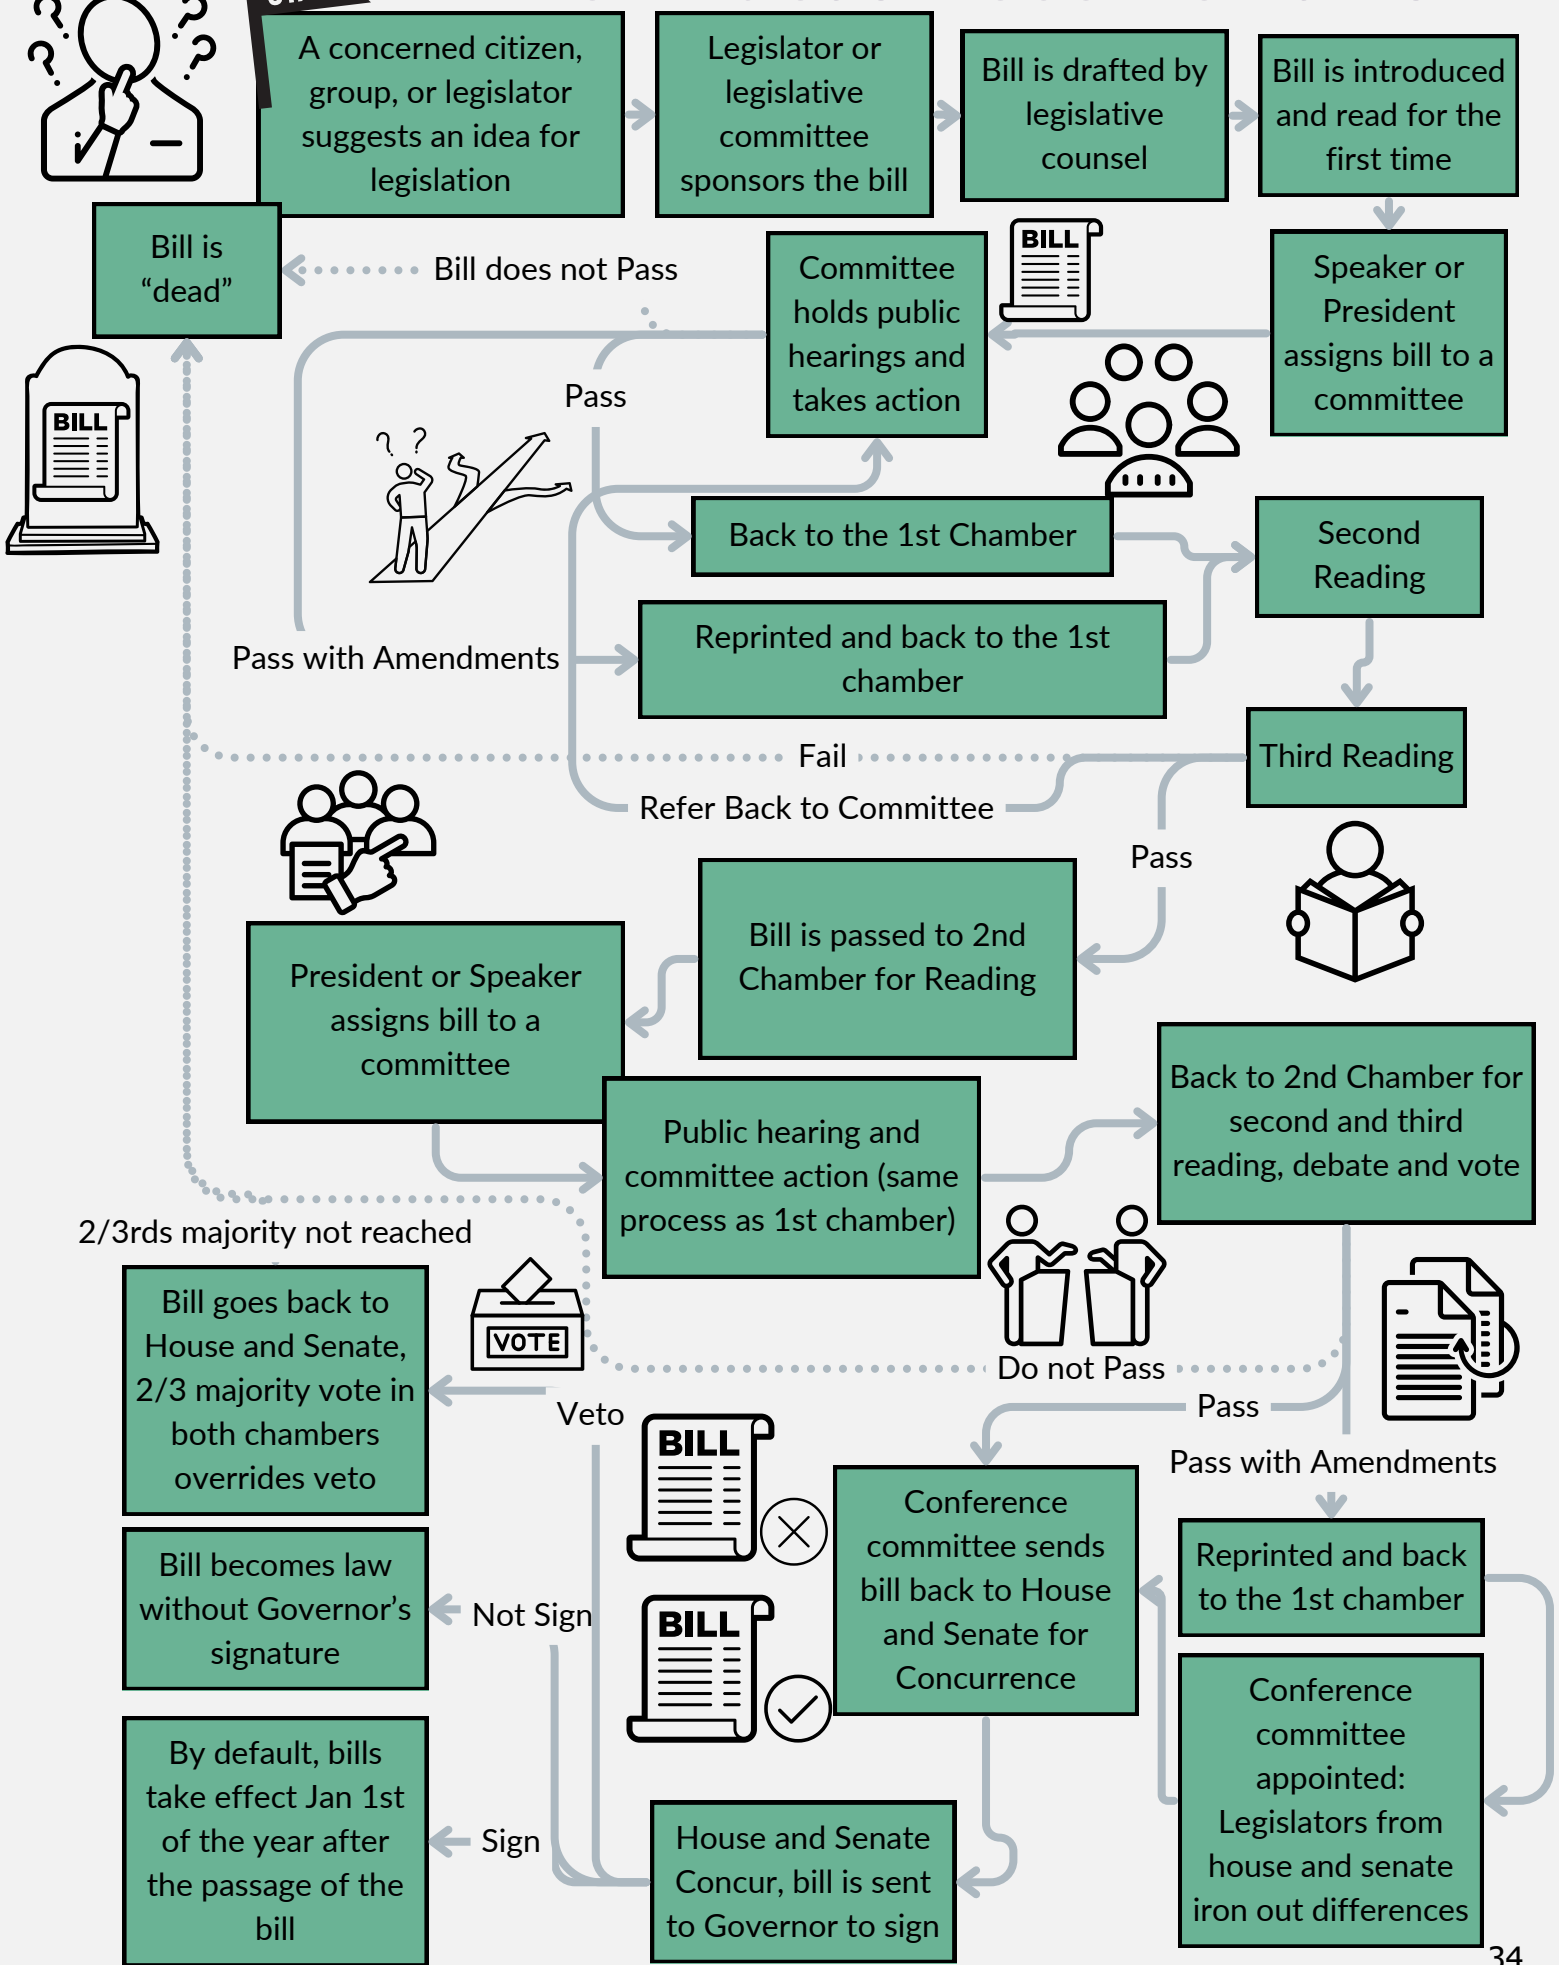 A concerned citizen,
group, or legislator
suggests an idea for
legislation
Legislator or
legislative
committee
sponsors the bill
Bill is drafted by
legislative
counsel
Bill is introduced
and read for the
first time
Bill is
“dead”
Bill does not Pass
Committee
holds public
hearings and
takes action
BILL
Speaker or
President
assigns bill to a
committee
Pass
BILL
Back to the 1st Chamber
Second
Reading
Pass with Amendments
Reprinted and back to the 1st
chamber
Third Reading
Fail
Refer Back to Committee
Pass
Bill is passed to 2nd
Chamber for Reading
President or Speaker
assigns bill to a
committee
Public hearing and
committee action (same
process as 1st chamber)
Back to 2nd Chamber for
second and third
reading, debate and vote
2/3rds majority not reached
Bill goes back to
House and Senate,
2/3 majority vote in
both chambers
overrides veto
VOTE
Do not Pass
Pass
Veto
BILL
Pass with Amendments
Conference
committee sends
bill back to House
and Senate for
Concurrence
Reprinted and back
to the 1st chamber
Bill becomes law
without Governor’s
signature
Not Sign
BILL
Conference
committee
appointed:
Legislators from
house and senate
iron out differences
By default, bills
take effect Jan 1st
of the year after
the passage of the
bill
Sign
House and Senate
Concur, bill is sent
to Governor to sign
34